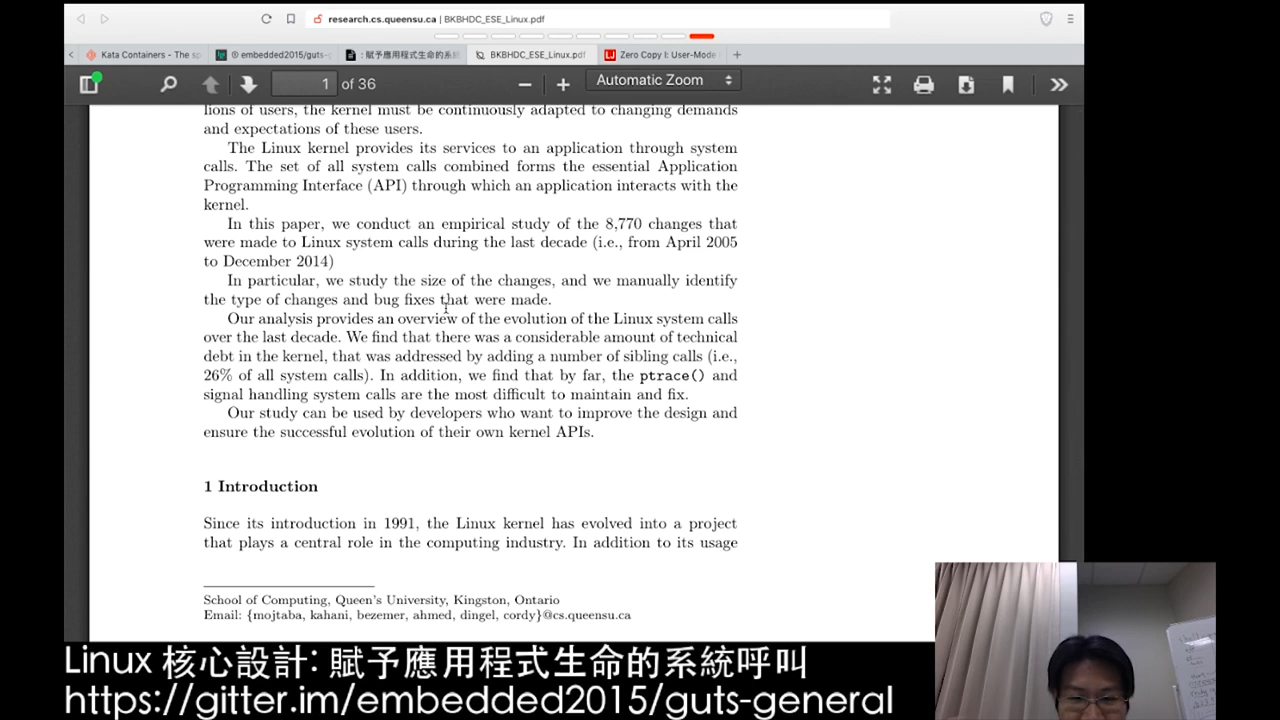 research.cs.queensu.ca | BKBHDC_ESE_Linux.pdf
Kata Containers - The sp
embedded2015/guts-
: 賦予應用程式生命的系統
BKBHDC_ESE_Linux.pdf
Zero Copy I: User-Mode
1 of 36
Automatic Zoom
lions of users, the kernel must be continuously adapted to changing demands
and expectations of these users.
The Linux kernel provides its services to an application through system
calls. The set of all system calls combined forms the essential Application
Programming Interface (API) through which an application interacts with the
kernel.
In this paper, we conduct an empirical study of the 8,770 changes that
were made to Linux system calls during the last decade (i.e., from April 2005
to December 2014)
In particular, we study the size of the changes, and we manually identify
the type of changes and bug fixes that were made.
Our analysis provides an overview of the evolution of the Linux system calls
over the last decade. We find that there was a considerable amount of technical
debt in the kernel, that was addressed by adding a number of sibling calls (i.e.,
26% of all system calls). In addition, we find that by far, the ptrace() and
signal handling system calls are the most difficult to maintain and fix.
Our study can be used by developers who want to improve the design and
ensure the successful evolution of their own kernel APIs.
1 Introduction
Since its introduction in 1991, the Linux kernel has evolved into a project
that plays a central role in the computing industry. In addition to its usage
School of Computing, Queen's University, Kingston, Ontario
Email: {mojtaba, kahani, bezemer, ahmed, dingel, cordy}@cs.queensu.ca
Linux 核心設計: 賦予應用程式生命的系統呼叫
https://gitter.im/embedded2015/guts-general